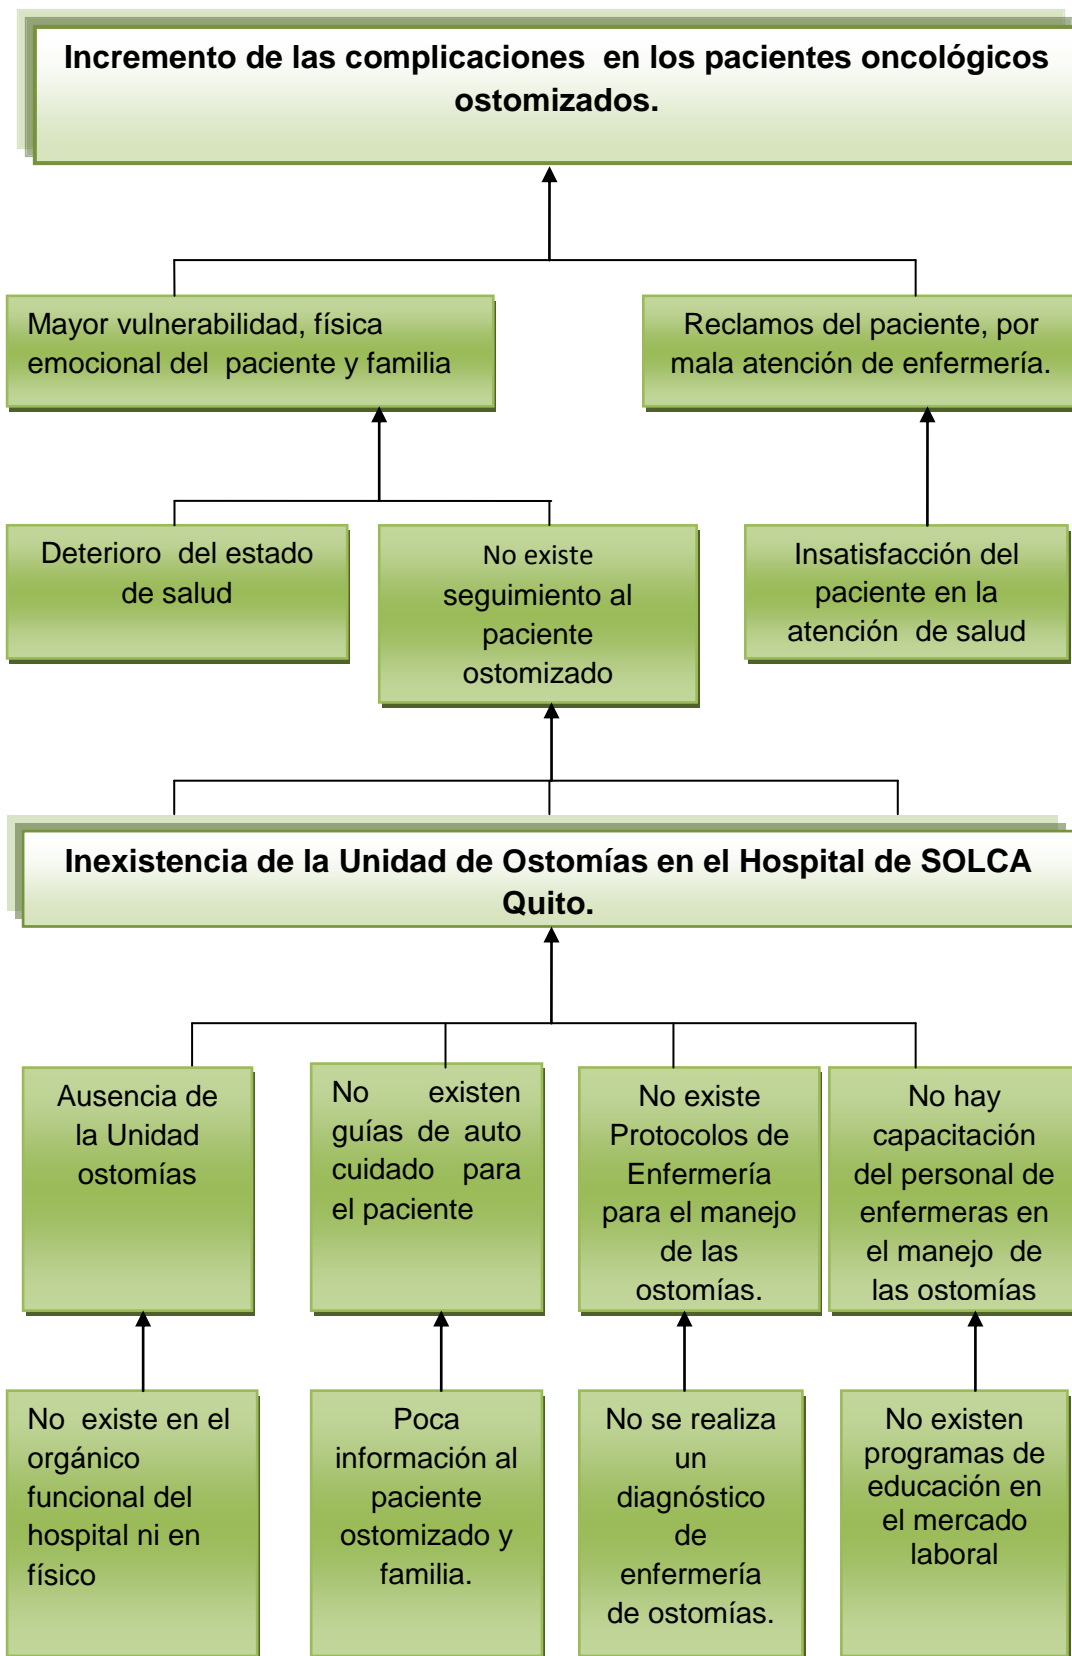 Incremento de las complicaciones en los pacientes oncológicos
ostomizados.
Mayor vulnerabilidad, física
emocional del paciente y familia
Reclamos del paciente, por
mala atención de enfermería.
Deterioro del estado
de salud
No existe
seguimiento al
paciente
ostomizado
Insatisfacción del
paciente en la
atención de salud
Inexistencia de la Unidad de Ostomías en el Hospital de SOLCA
Quito.
Ausencia de
la Unidad
ostomías
No existen
guías de auto
cuidado para
el paciente
No existe
Protocolos de
Enfermería
para el manejo
de las
ostomías.
No hay
capacitación
del personal de
enfermeras en
el manejo de
las ostomías
No existe en el
orgánico
funcional del
hospital ni en
físico
Poca
información al
paciente
ostomizado y
familia.
No se realiza
un
diagnóstico
de
enfermería
de ostomías.
No existen
programas de
educación en
el mercado
laboral